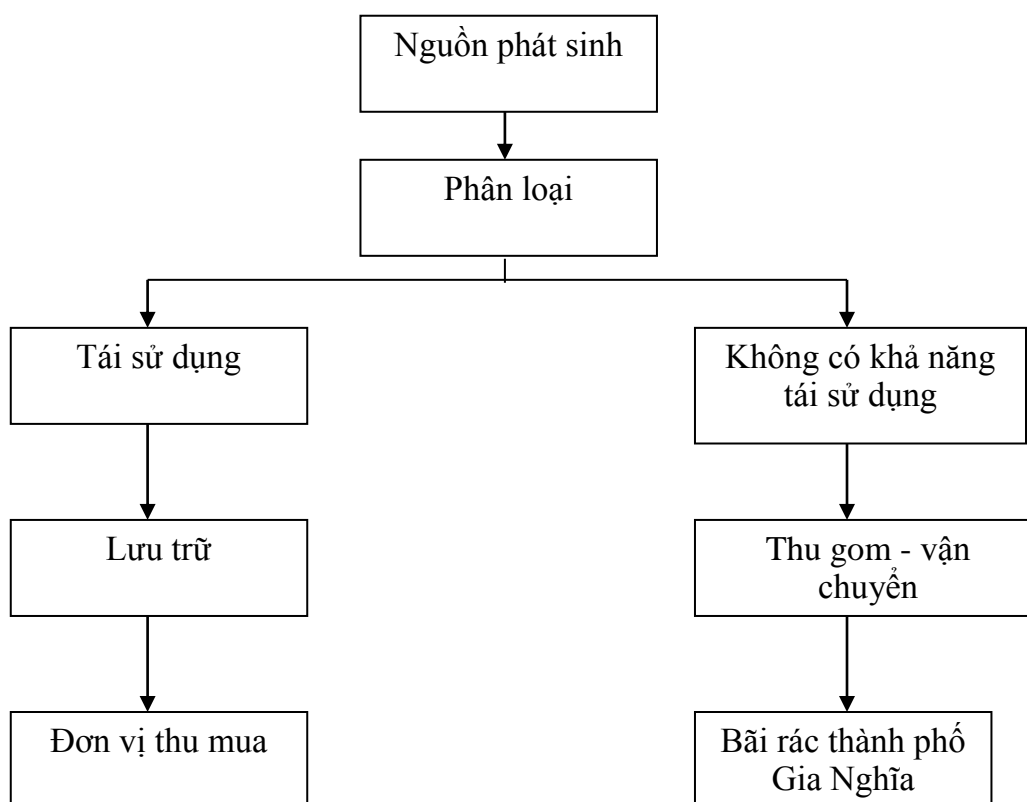 Nguồn phát sinh
Phân loại
Tái sử dụng
Không có khả năng
tái sử dụng
Lưu trữ
Thu gom - vận
chuyển
Đơn vị thu mua
Bãi rác thành phố
Gia Nghĩa